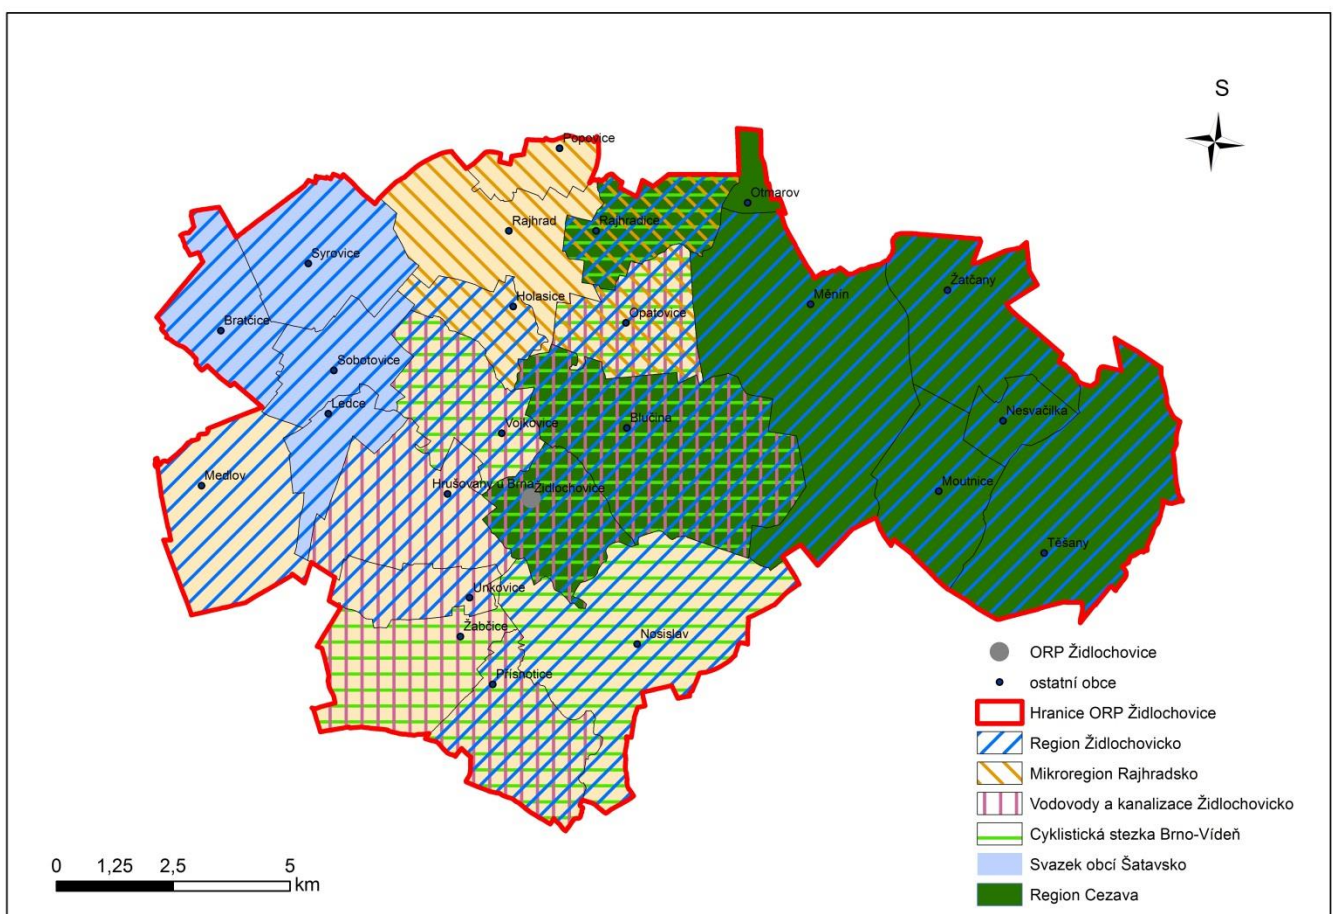 S
Popovice
Otmarov
Rajhrad
Rajhradice
Syrovice
Žatčany
Holasice
Měnín
Opatovice
Bratčice
Sobotovice
Ledce
Nesvačilka
Vojkovice
Blučina
Medlov
Hrušovany u Brna
Židlochovice
Moutnice
Těšany
Unkovice
Žabčice
Nosislav
Přísnotice
ORP Židlochovice
ostatní obce
Hranice ORP Židlochovice
Region Židlochovicko
Mikroregion Rajhradsko
Vodovody a kanalizace Židlochovicko
Cyklistická stezka Brno-Vídeň
Svazek obcí Šatavsko
Region Cezava
0 1,25 2,5 5
km